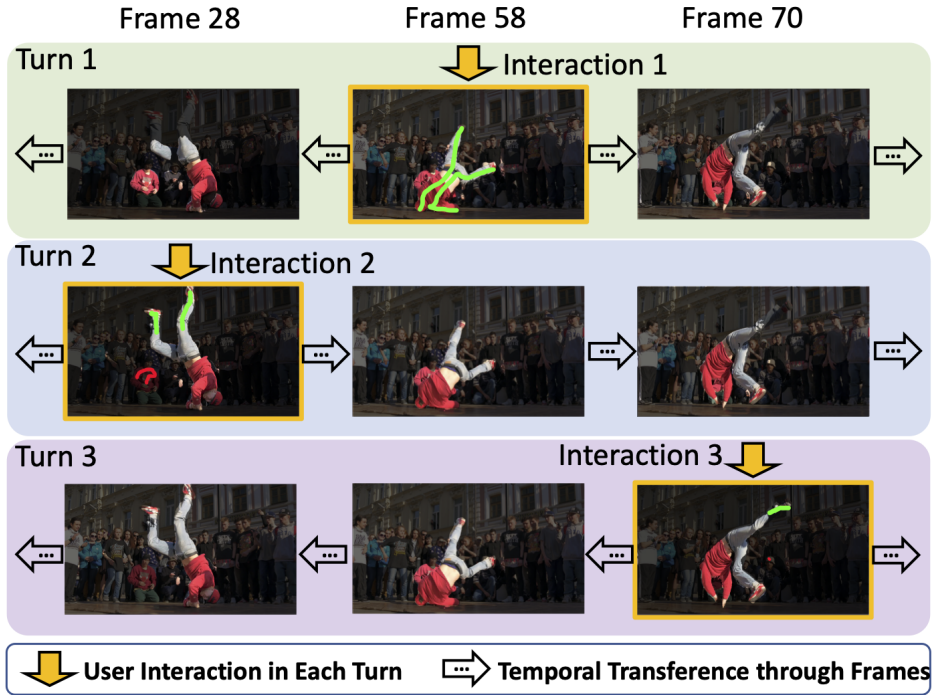 Frame 28 Frame 58 Frame 70
Turn 1
Interaction 1
Turn 2
Interaction 2
Turn 3
Interaction 3
User Interaction in Each Turn
Temporal Transference through Frames